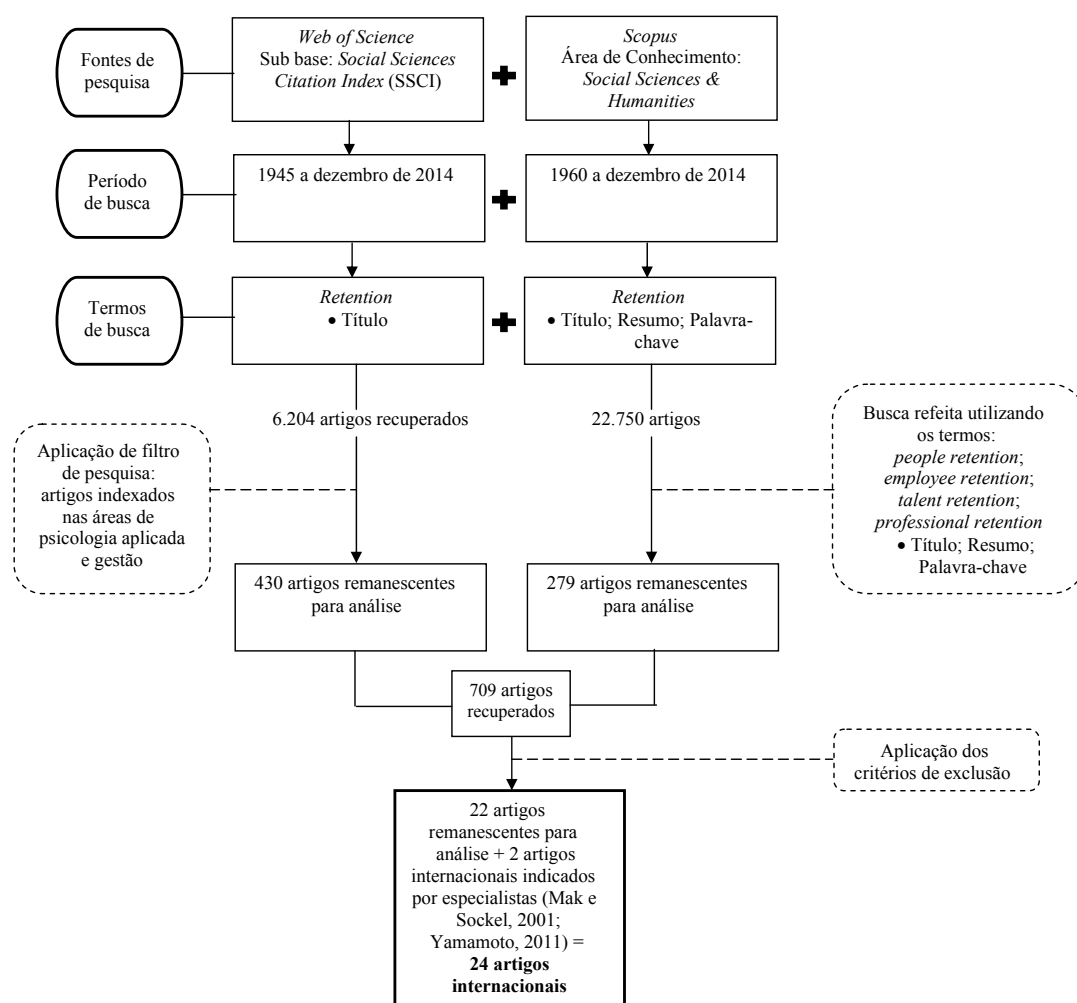 Fontes de
pesquisa
Web of Science
Sub base: Social Sciences
Citation Index (SSCI)
Scopus
Área de Conhecimento:
Social Sciences &
Humanities
Período
de busca
1945 a dezembro de 2014
1960 a dezembro de 2014
Termos
de busca
Retention
• Título
Retention
• Título; Resumo; Palavra-
chave
6.204 artigos recuperados
22.750 artigos
Aplicação de filtro
de pesquisa:
artigos indexados
nas áreas de
psicologia aplicada
e gestão
Busca refeita utilizando
os termos:
people retention;
employee retention;
talent retention;
professional retention
• Título; Resumo;
Palavra-chave
430 artigos remanescentes
para análise
279 artigos remanescentes
para análise
709 artigos
recuperados
Aplicação dos
critérios de exclusão
22 artigos
remanescentes para
análise + 2 artigos
internacionais indicados
por especialistas (Mak e
Sockel, 2001;
Yamamoto, 2011) =
24 artigos
internacionais